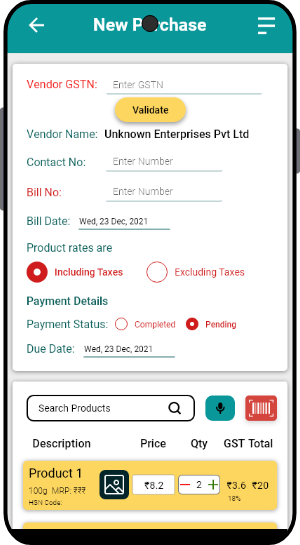 New Purchase
Vendor GSTN: Enter GSTN
Validate
Vendor Name: Unknown Enterprises Pvt Ltd
Contact No: Enter Number
Bill No: Enter Number
Bill Date: Wed, 23 Dec, 2021
Product rates are
Including Taxes Excluding Taxes
Payment Details
Payment Status: Completed Pending
Due Date: Wed, 23 Dec, 2021
Search Products
Description Price Qty GST Total
Product 1
100g MRP: ₹₹₹ ₹8.2 2 ₹3.6 ₹20
HSN Code: 18%